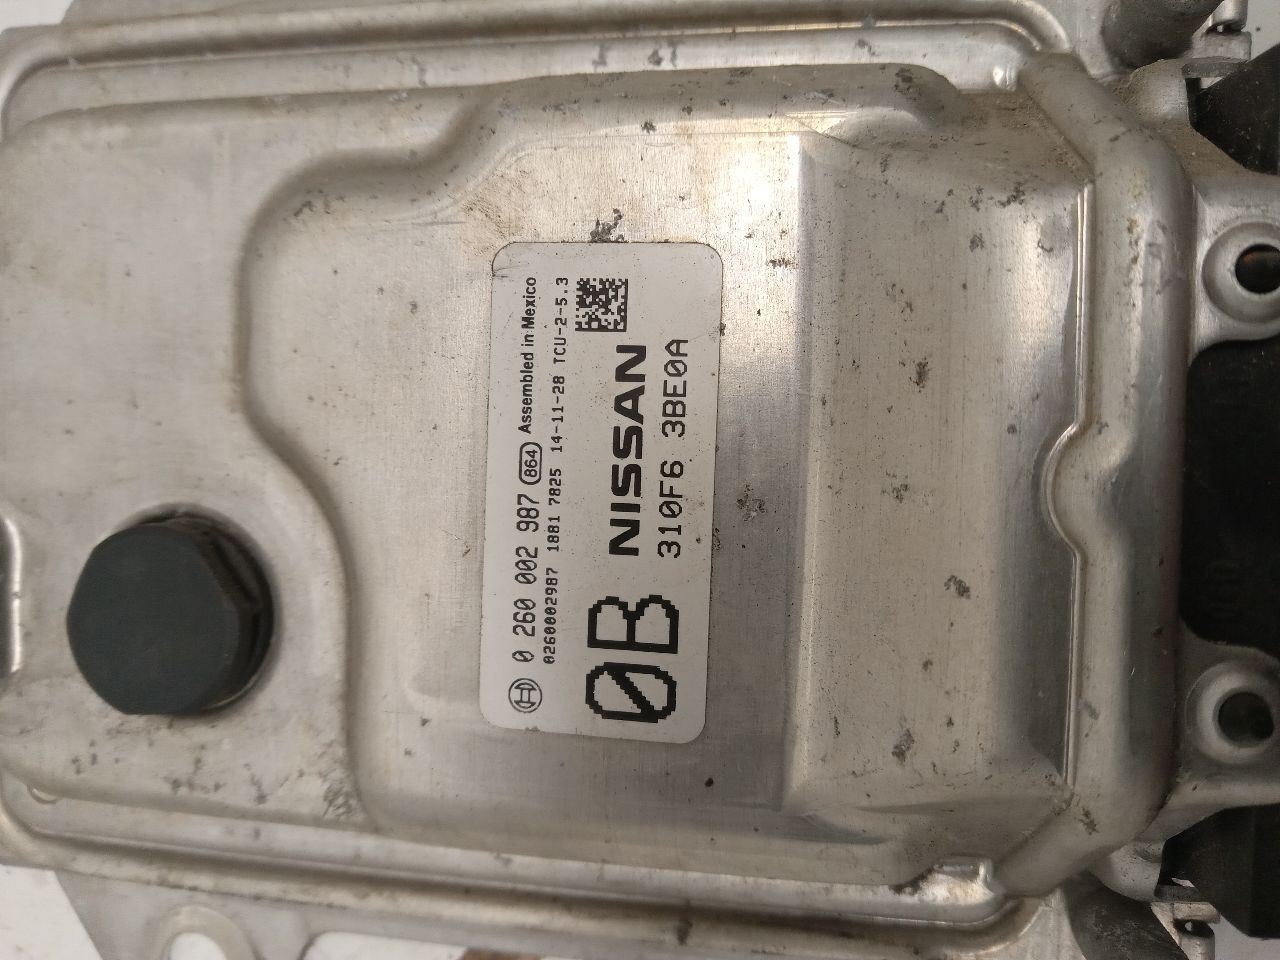 0 260 002 987 864 Assembled in Mexico
0260002987 1881 7825 14-11-28 TCU-2-5.3
0B NISSAN
310F6 3BE0A